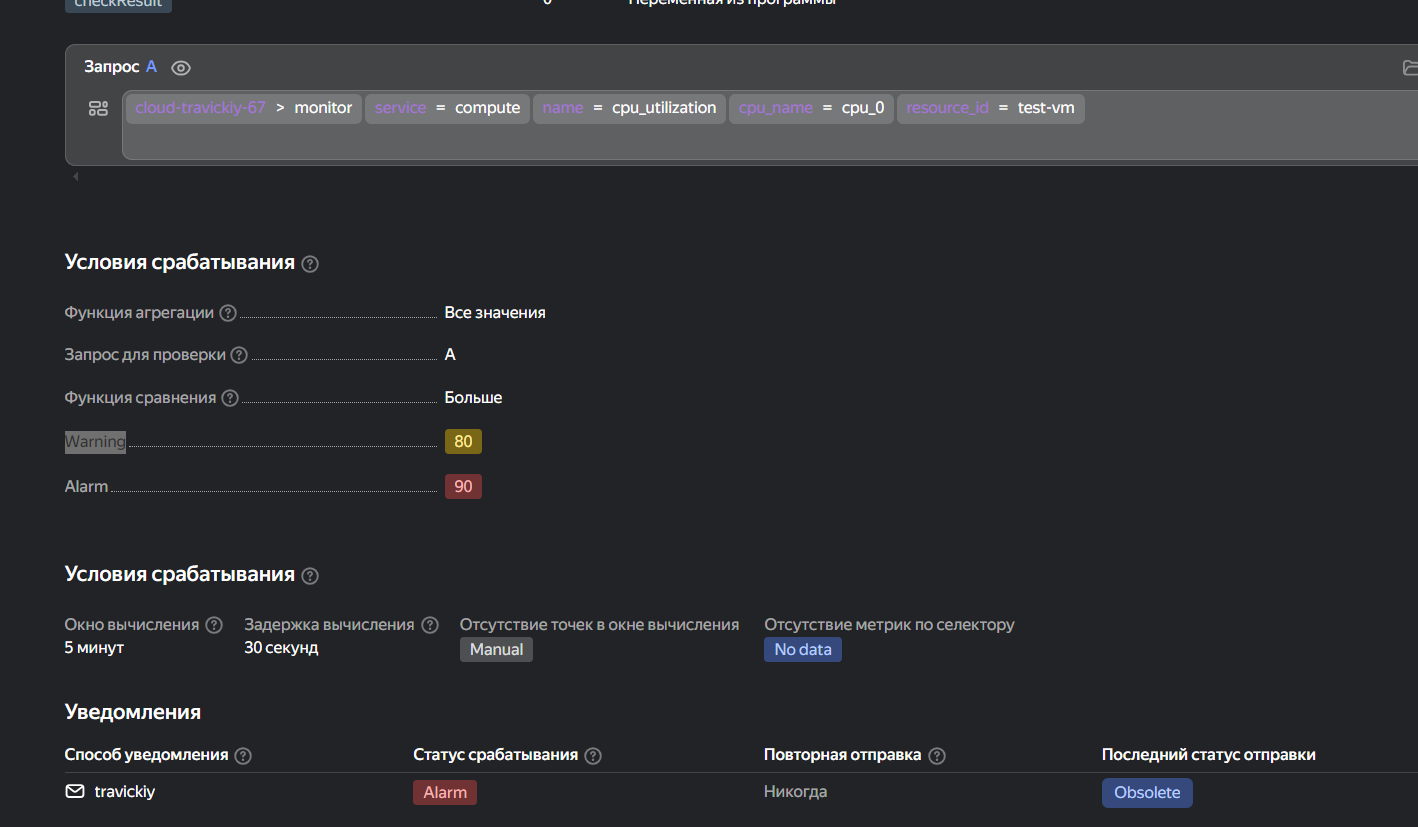 checkResult 0 Переменная из программы
Запрос A
cloud-travickiy-67 > monitor service = compute name = cpu_utilization cpu_name = cpu_0 resource_id = test-vm
Условия срабатывания
Функция агрегации Все значения
Запрос для проверки A
Функция сравнения Больше
Warning 80
Alarm 90
Условия срабатывания
Окно вычисления Задержка вычисления Отсутствие точек в окне вычисления Отсутствие метрик по селектору
5 минут 30 секунд Manual No data
Уведомления
Способ уведомления Статус срабатывания Повторная отправка Последний статус отправки
travickiy Alarm Никогда Obsolete